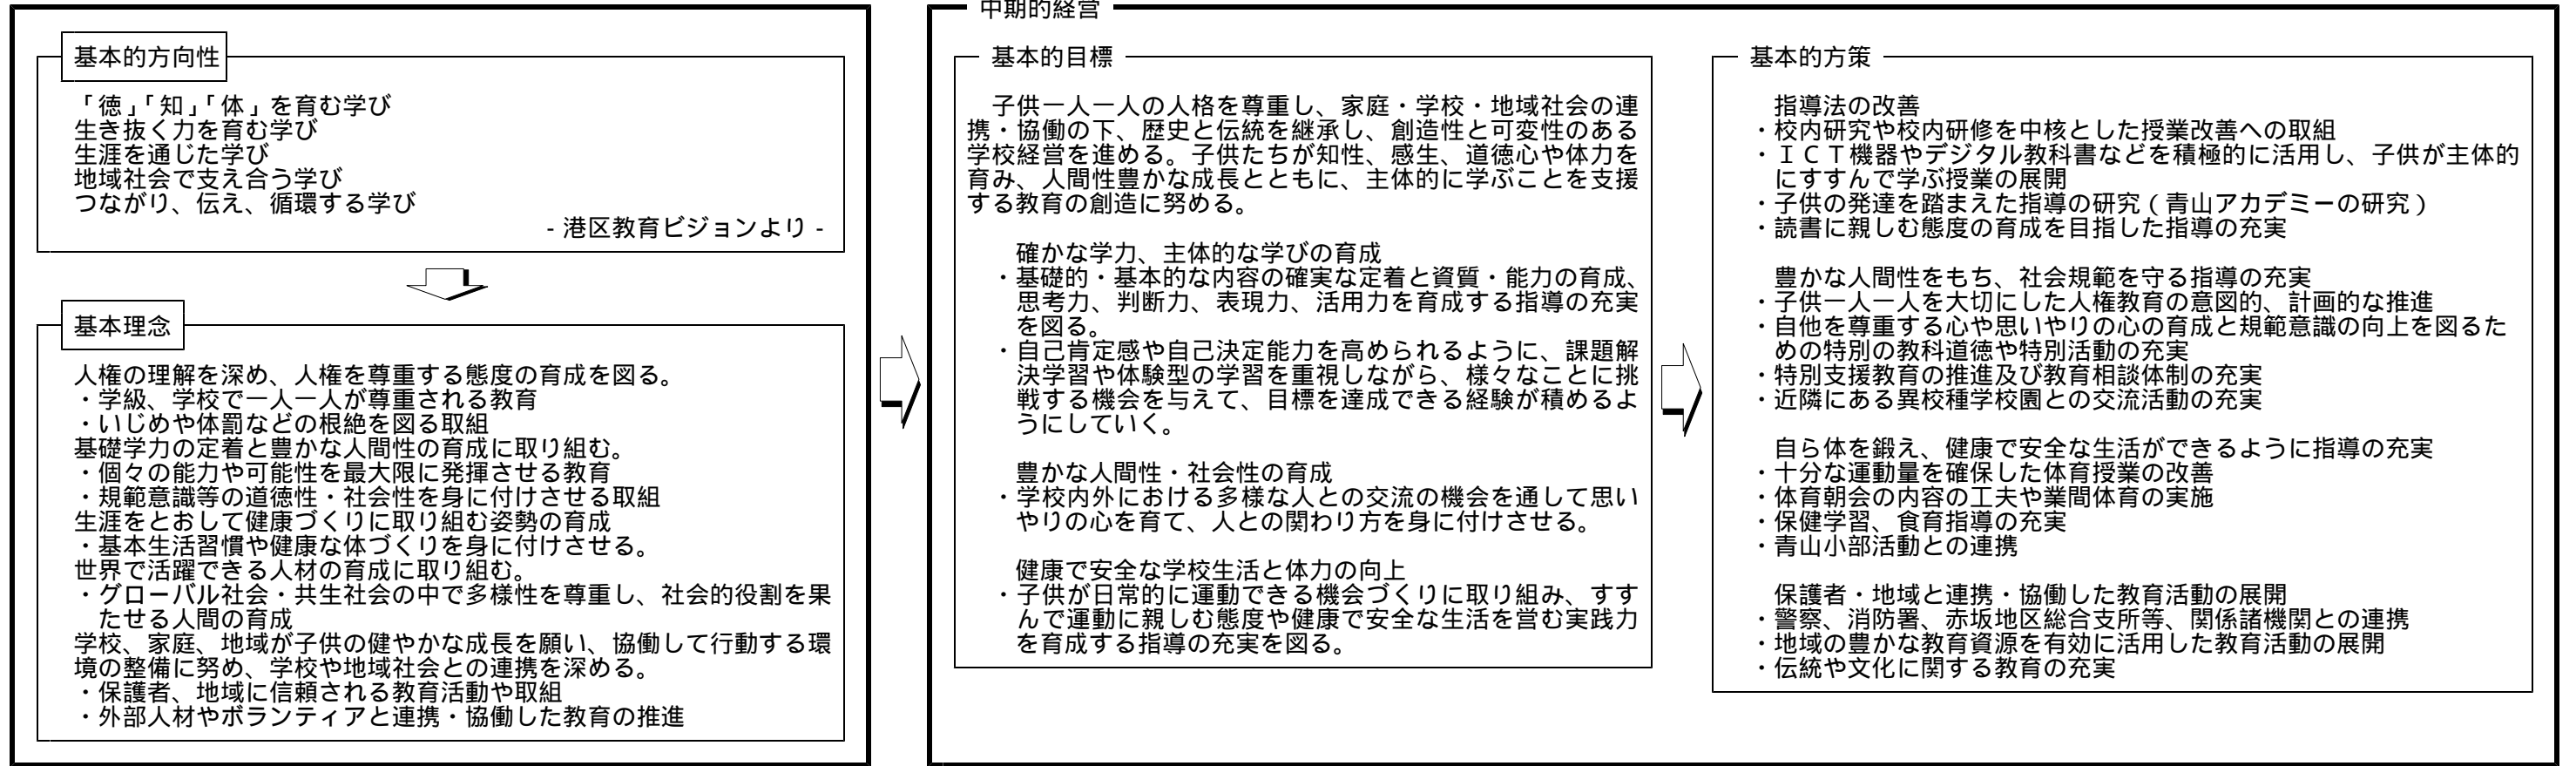 基本的方向性
「徳」「知」「体」を育む学び
生き抜く力を育む学び
生涯を通じた学び
地域社会で支え合う学び
つながり、伝え、循環する学び
- 港区教育ビジョンより -
基本理念
人権の理解を深め、人権を尊重する態度の育成を図る。
・学級、学校で一人一人が尊重される教育
・いじめや体罰などの根絶を図る取組
基礎学力の定着と豊かな人間性の育成に取り組む。
・個々の能力や可能性を最大限に発揮させる教育
・規範意識等の道徳性・社会性を身に付けさせる取組
生涯をとおして健康づくりに取り組む姿勢の育成
・基本生活習慣や健康な体づくりを身に付けさせる。
世界で活躍できる人材の育成に取り組む。
・グローバル社会・共生社会の中で多様性を尊重し、社会的役割を果
たせる人間の育成
学校、家庭、地域が子供の健やかな成長を願い、協働して行動する環
境の整備に努め、学校や地域社会との連携を深める。
・保護者、地域に信頼される教育活動や取組
・外部人材やボランティアと連携・協働した教育の推進
中期的経営
基本的目標
子供一人一人の人格を尊重し、家庭・学校・地域社会の連
携・協働の下、歴史と伝統を継承し、創造性と可変性のある
学校経営を進める。子供たちが知性、感生、道徳心や体力を
育み、人間性豊かな成長とともに、主体的に学ぶことを支援
する教育の創造に努める。
確かな学力、主体的な学びの育成
・基礎的・基本的な内容の確実な定着と資質・能力の育成、
思考力、判断力、表現力、活用力を育成する指導の充実
を図る。
・自己肯定感や自己決定能力を高められるように、課題解
決学習や体験型の学習を重視しながら、様々なことに挑
戦する機会を与えて、目標を達成できる経験が積めるよ
うにしていく。
豊かな人間性・社会性の育成
・学校内外における多様な人との交流の機会を通して思い
やりの心を育て、人との関わり方を身に付けさせる。
健康で安全な学校生活と体力の向上
・子供が日常的に運動できる機会づくりに取り組み、すす
んで運動に親しむ態度や健康で安全な生活を営む実践力
を育成する指導の充実を図る。
基本的方策
指導法の改善
・校内研究や校内研修を中核とした授業改善への取組
・ＩＣＴ機器やデジタル教科書などを積極的に活用し、子供が主体的
にすすんで学ぶ授業の展開
・子供の発達を踏まえた指導の研究（青山アカデミーの研究）
・読書に親しむ態度の育成を目指した指導の充実
豊かな人間性をもち、社会規範を守る指導の充実
・子供一人一人を大切にした人権教育の意図的、計画的な推進
・自他を尊重する心や思いやりの心の育成と規範意識の向上を図るた
めの特別の教科道徳や特別活動の充実
・特別支援教育の推進及び教育相談体制の充実
・近隣にある異校種学校園との交流活動の充実
自ら体を鍛え、健康で安全な生活ができるように指導の充実
・十分な運動量を確保した体育授業の改善
・体育朝会の内容の工夫や業間体育の実施
・保健学習、食育指導の充実
・青山小部活動との連携
保護者・地域と連携・協働した教育活動の展開
・警察、消防署、赤坂地区総合支所等、関係諸機関との連携
・地域の豊かな教育資源を有効に活用した教育活動の展開
・伝統や文化に関する教育の充実